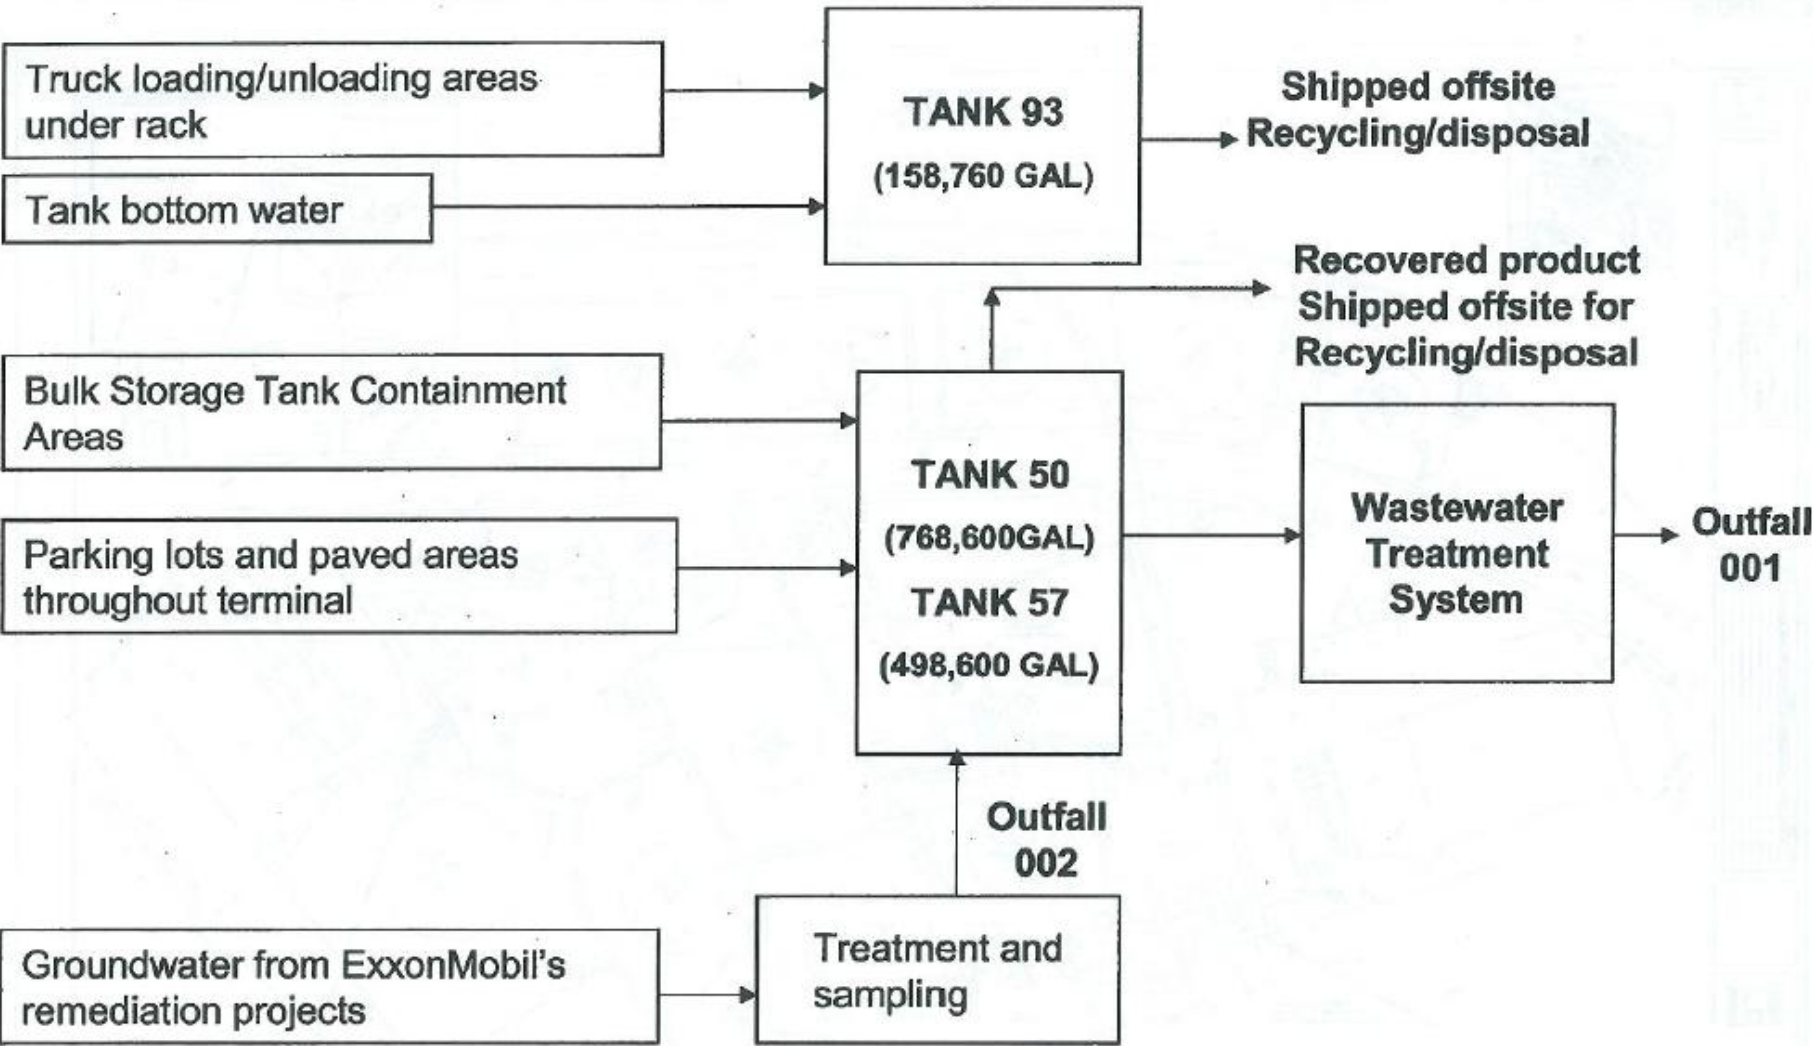 Truck loading/unloading areas
under rack
Tank bottom water
TANK 93
(158,760 GAL)
Shipped offsite
Recycling/disposal
Recovered product
Shipped offsite for
Recycling/disposal
Bulk Storage Tank Containment
Areas
Parking lots and paved areas
throughout terminal
TANK 50
(768,600GAL)
TANK 57
(498,600 GAL)
Wastewater
Treatment
System
Outfall
001
Outfall
002
Groundwater from ExxonMobil's
remediation projects
Treatment and
sampling